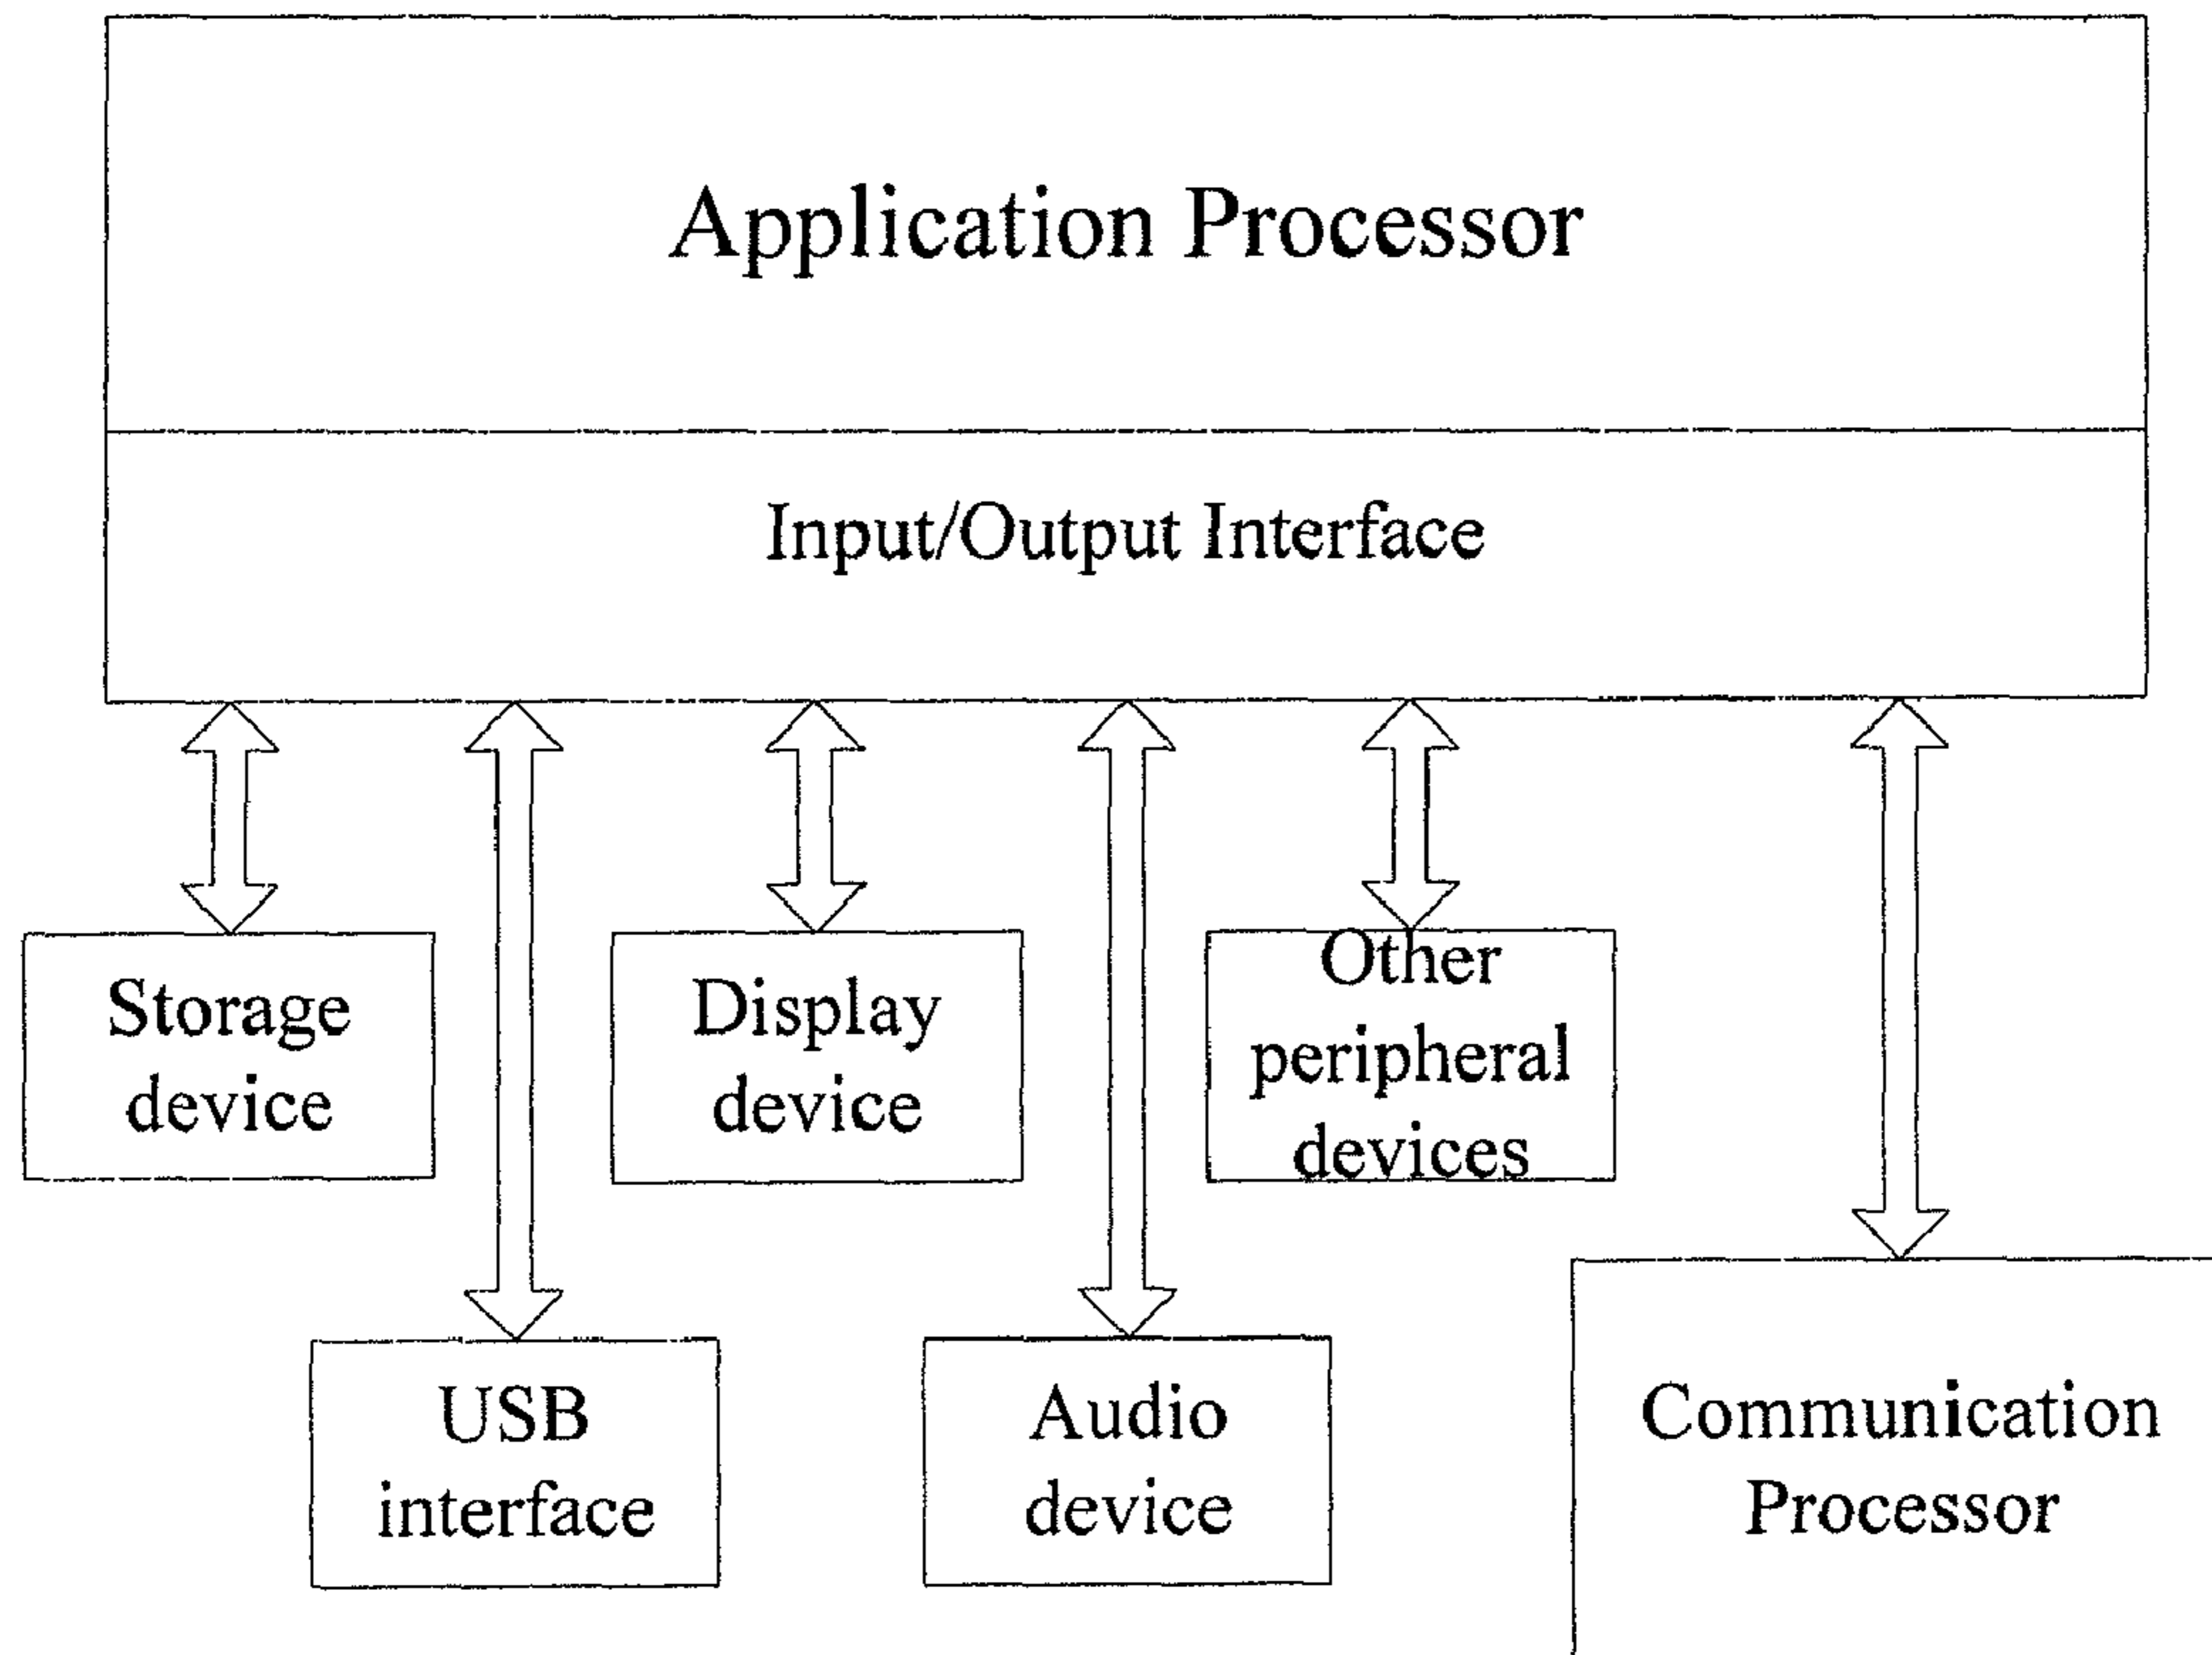 Application Processor
Input/Output Interface
Storage
device
Display
device
Other
peripheral
devices
USB
interface
Audio
device
Communication
Processor